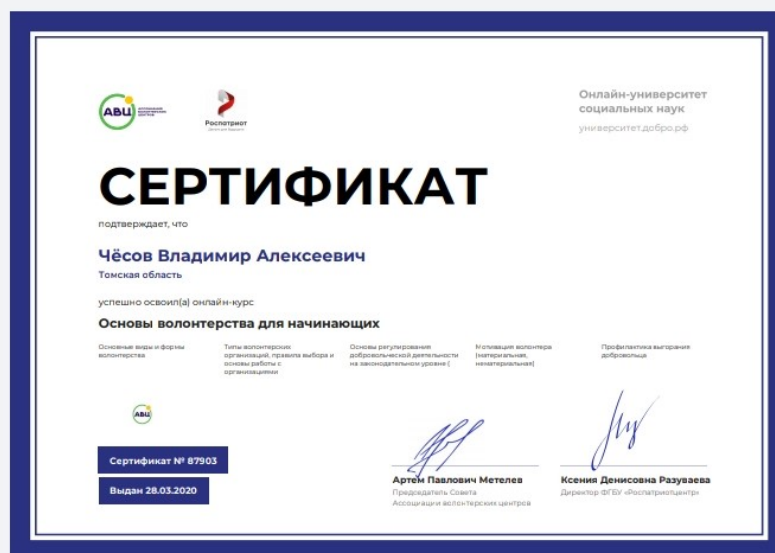 АВЦ
АССОЦИАЦИЯ
ВОЛОНТЕРСКИХ
ЦЕНТРОВ
Роспатриот
Онлайн-университет
социальных наук
университет.добро.рф
СЕРТИФИКАТ
подтверждает, что
Чёсов Владимир Алексеевич
Томская область
успешно освоил(а) онлайн-курс
Основы волонтерства для начинающих
Основные виды и формы
волонтерства
Типы волонтерских
организаций, правила выбора и
основы работы с
организациями
Основы регулирования
добровольческой деятельности
на законодательном уровне (
Мотивация волонтера
(материальная,
нематериальная)
Профилактика выгорания
добровольца
АВЦ
Сертификат № 87903
Выдан 28.03.2020
Артем Павлович Метелев
Председатель Совета
Ассоциации волонтерских центров
Ксения Денисовна Разуваева
Директор ФГБУ «Роспатриотцентр»